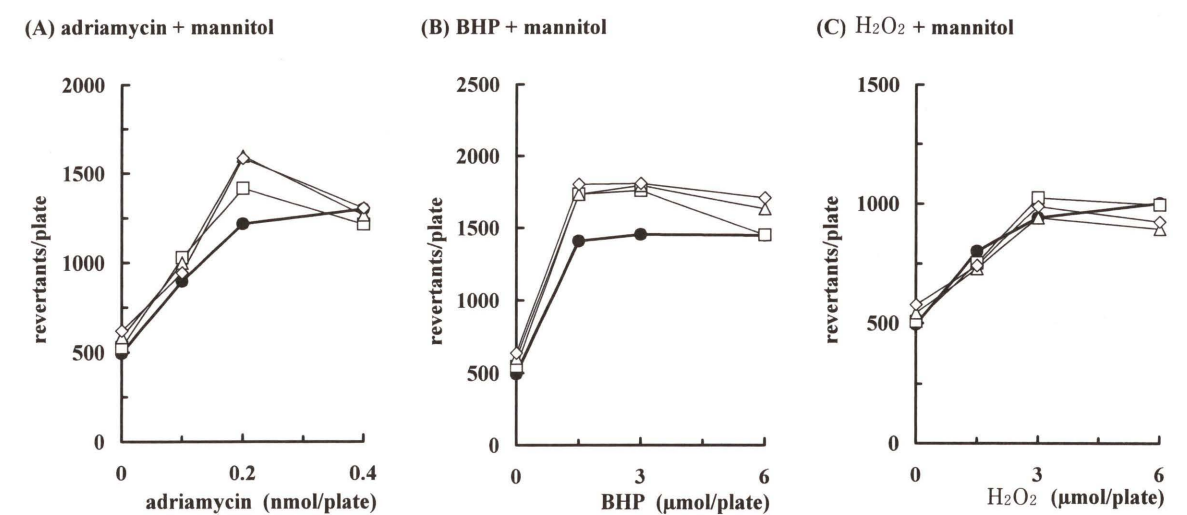 (A) adriamycin + mannitol
revertants/plate
2000
1500
1000
500
0
0 0.2 0.4
adriamycin (nmol/plate)
(B) BHP + mannitol
revertants/plate
2500
2000
1500
1000
500
0
0 3 6
BHP (μmol/plate)
(C) H2O2 + mannitol
revertants/plate
1500
1000
500
0
0 3 6
H2O2 (μmol/plate)